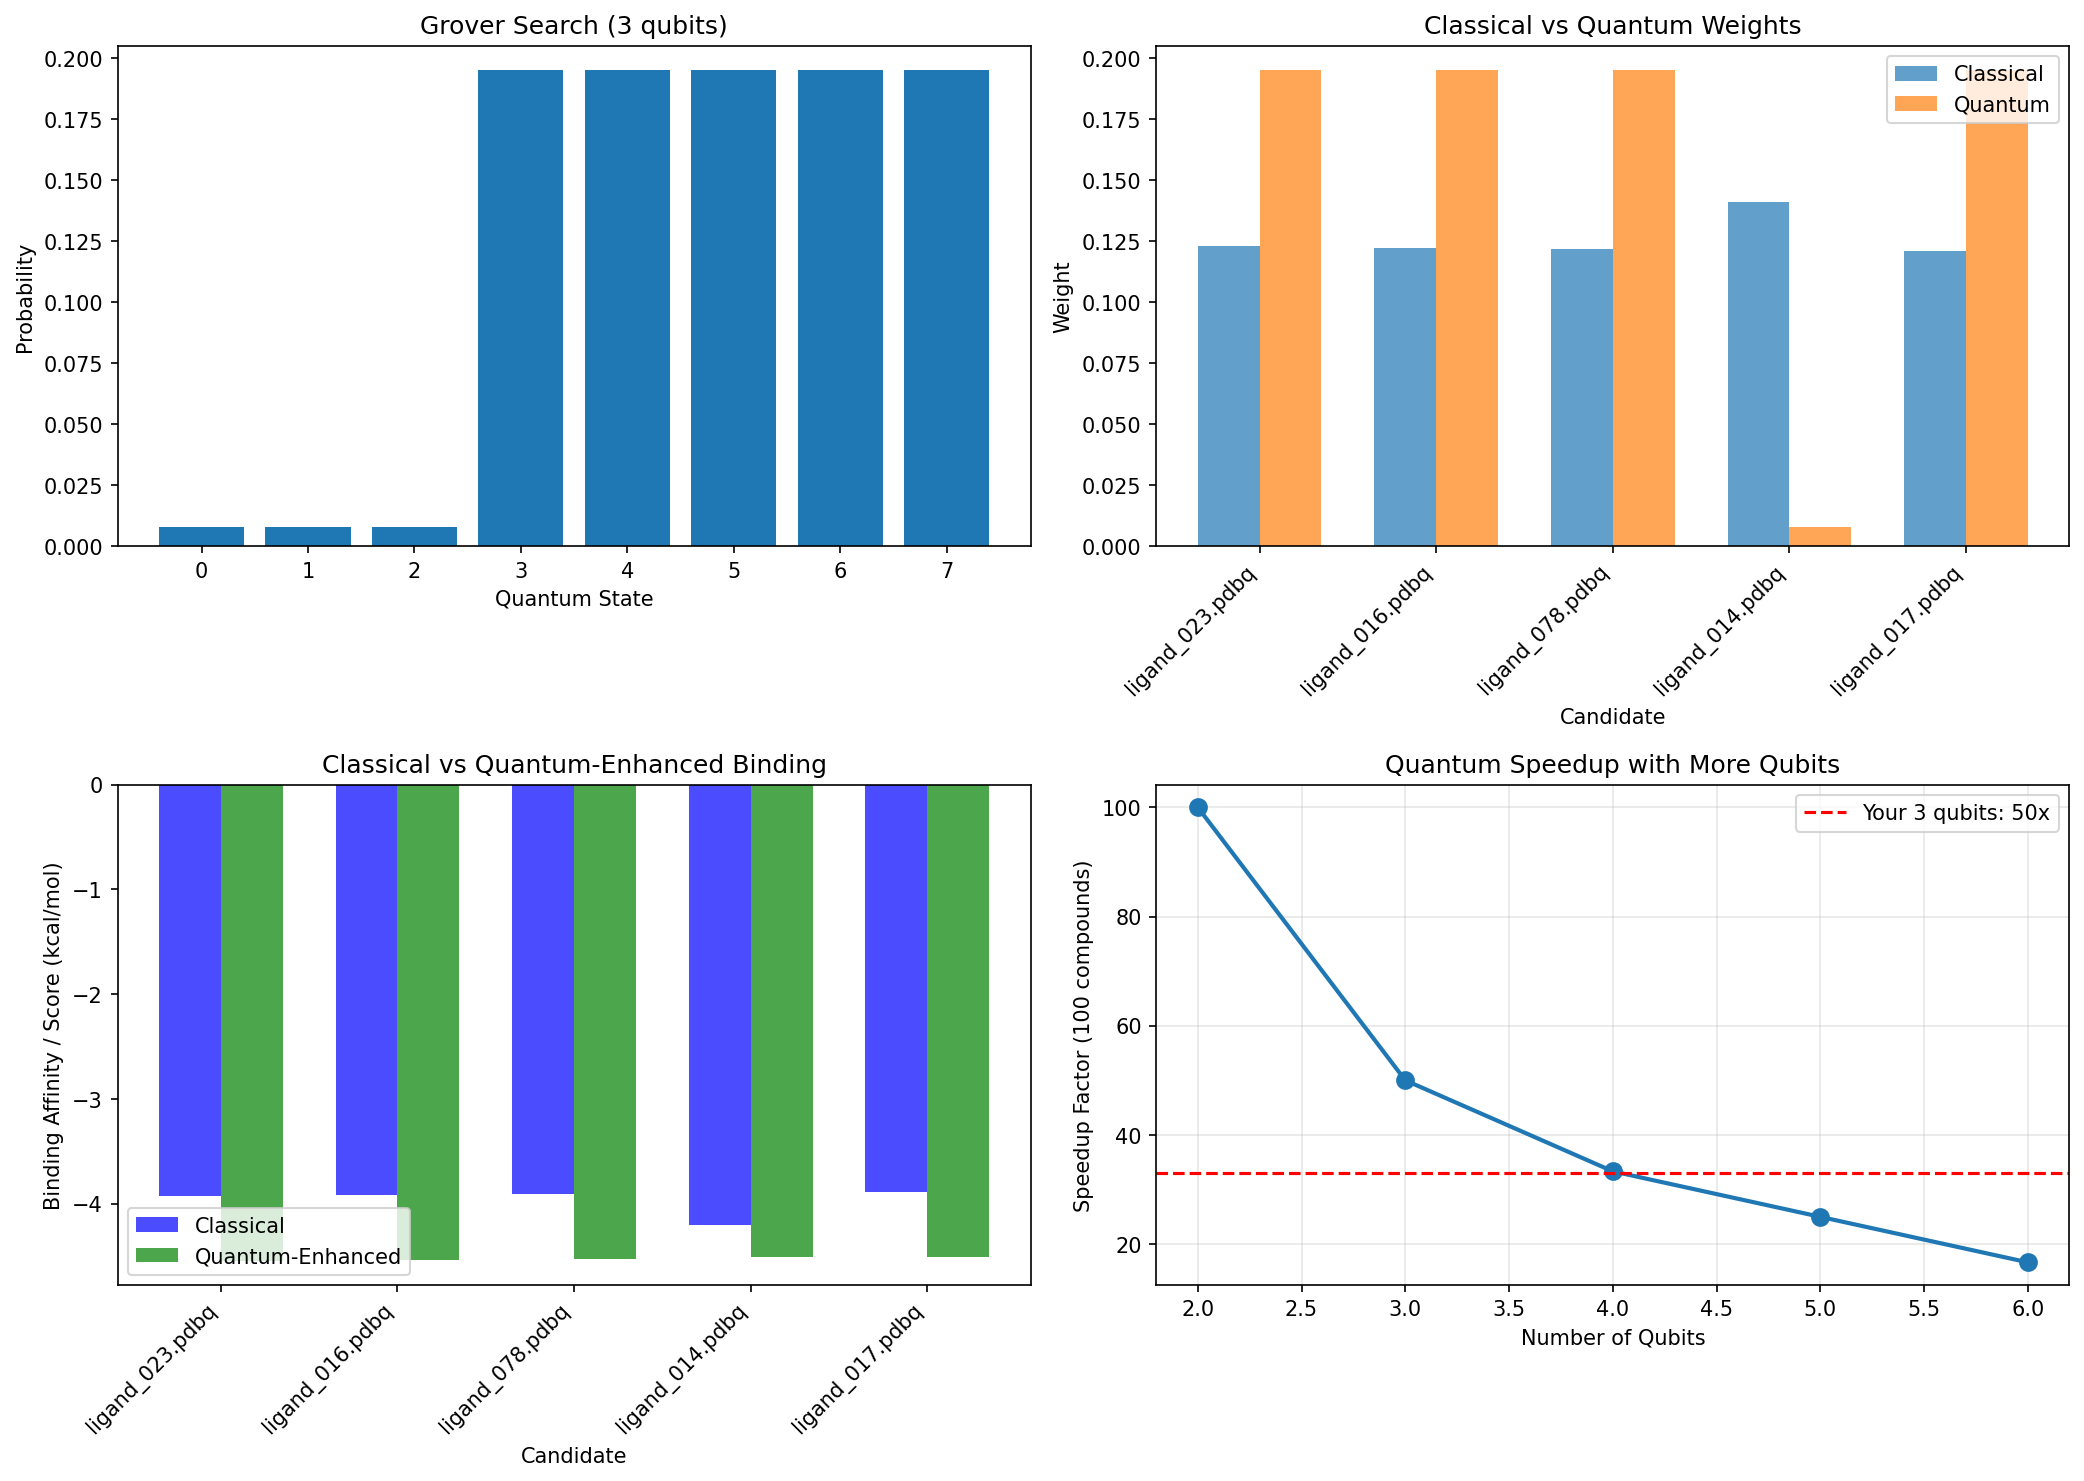 Grover Search (3 qubits)
Probability
0.200
0.175
0.150
0.125
0.100
0.075
0.050
0.025
0.000
0 1 2 3 4 5 6 7
Quantum State
Classical vs Quantum Weights
Weight
0.200
0.175
0.150
0.125
0.100
0.075
0.050
0.025
0.000
Classical
Quantum
ligand_023.pdbq
ligand_016.pdbq
ligand_078.pdbq
ligand_014.pdbq
ligand_017.pdbq
Candidate
Classical vs Quantum-Enhanced Binding
Binding Affinity / Score (kcal/mol)
0
−1
−2
−3
−4
Classical
Quantum-Enhanced
ligand_023.pdbq
ligand_016.pdbq
ligand_078.pdbq
ligand_014.pdbq
ligand_017.pdbq
Candidate
Quantum Speedup with More Qubits
Speedup Factor (100 compounds)
100
80
60
40
20
Your 3 qubits: 50x
2.0 2.5 3.0 3.5 4.0 4.5 5.0 5.5 6.0
Number of Qubits